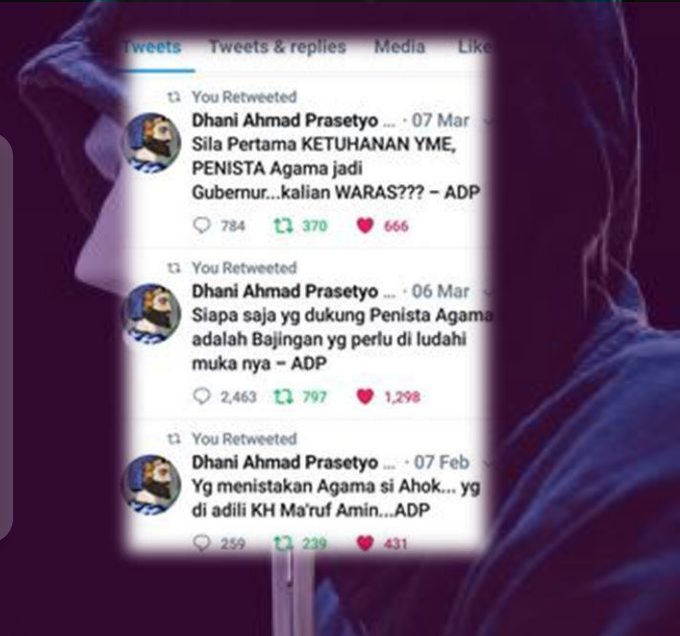 Tweets Tweets & replies Media Like
You Retweeted
Dhani Ahmad Prasetyo ... · 07 Mar
Sila Pertama KETUHANAN YME,
PENISTA Agama jadi
Gubernur...kalian WARAS??? – ADP
784 370 666
You Retweeted
Dhani Ahmad Prasetyo ... · 06 Mar
Siapa saja yg dukung Penista Agama
adalah Bajingan yg perlu di ludahi
muka nya – ADP
2,463 797 1,298
You Retweeted
Dhani Ahmad Prasetyo ... · 07 Feb
Yg menistakan Agama si Ahok... yg
di adili KH Ma'ruf Amin...ADP
259 239 431